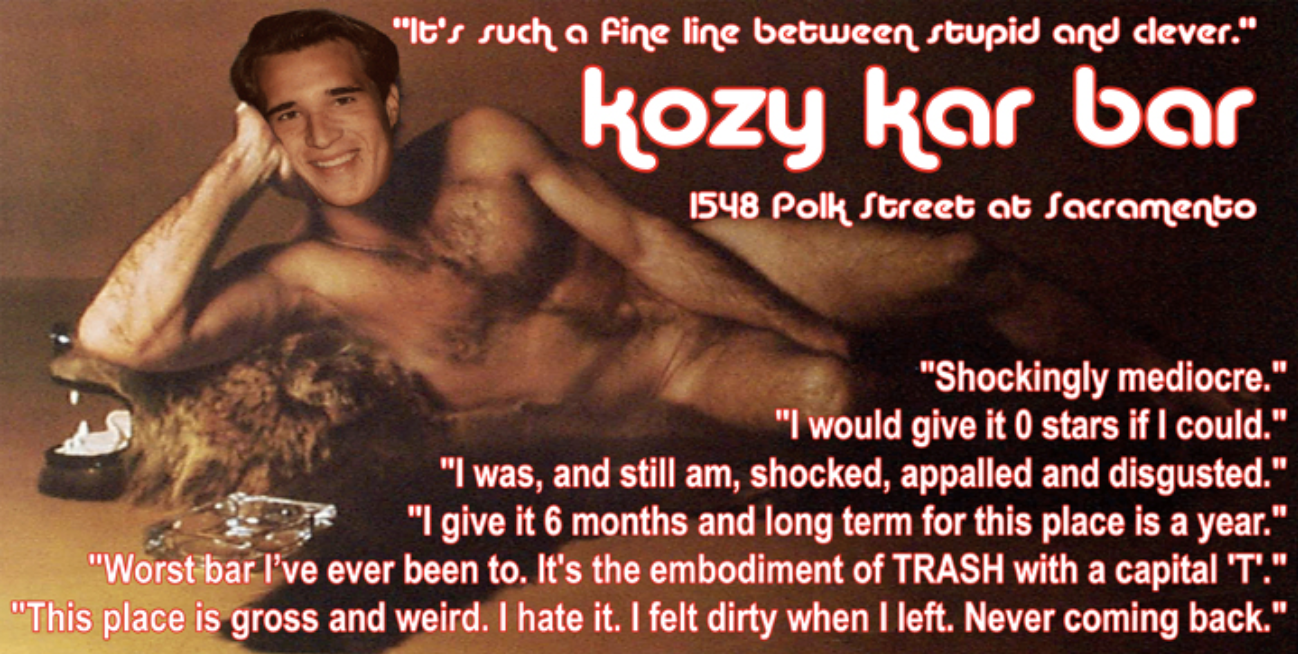 "It's such a fine line between stupid and clever."
kozy kar bar
1548 Polk Street at Sacramento
"Shockingly mediocre."
"I would give it 0 stars if I could."
"I was, and still am, shocked, appalled and disgusted."
"I give it 6 months and long term for this place is a year."
"Worst bar I've ever been to. It's the embodiment of TRASH with a capital 'T'."
"This place is gross and weird. I hate it. I felt dirty when I left. Never coming back."